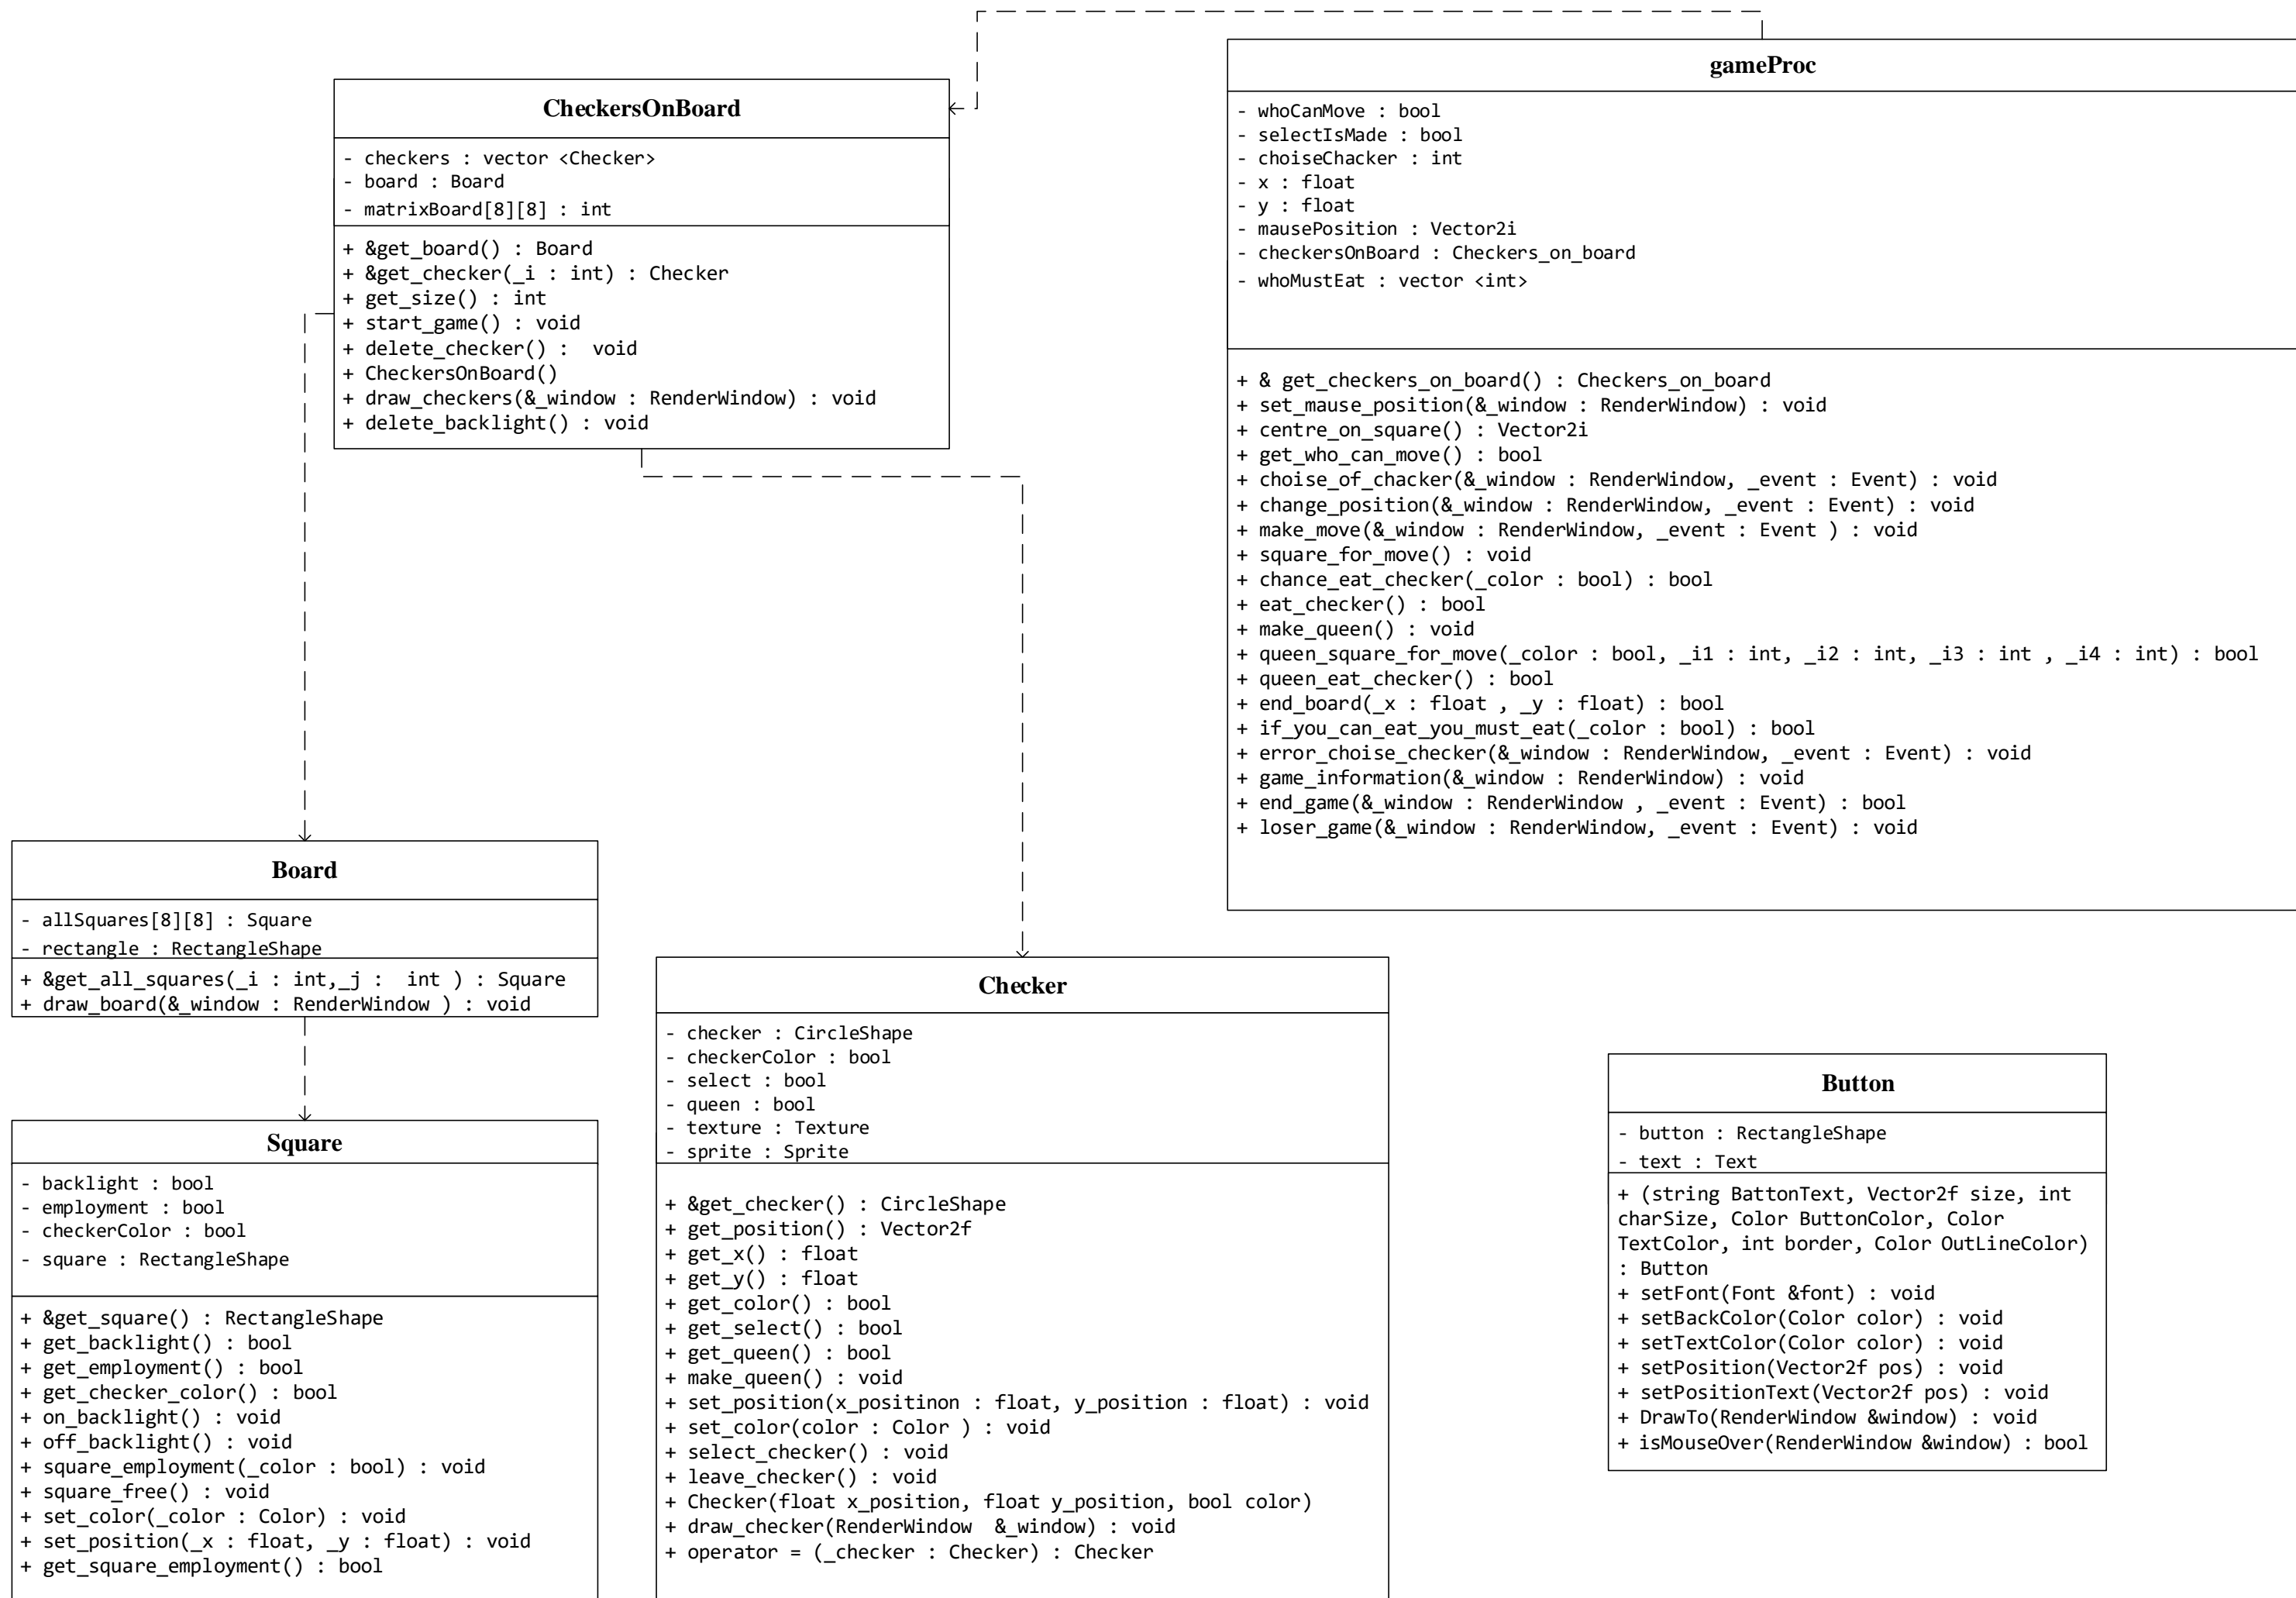 CheckersOnBoard
- checkers : vector <Checker>
- board : Board
- matrixBoard[8][8] : int
+ &get_board() : Board
+ &get_checker(_i : int) : Checker
+ get_size() : int
+ start_game() : void
+ delete_checker() :  void
+ CheckersOnBoard()
+ draw_checkers(&_window : RenderWindow) : void
+ delete_backlight() : void
gameProc
- whoCanMove : bool
- selectIsMade : bool
- choiseChacker : int
- x : float
- y : float
- mausePosition : Vector2i
- checkersOnBoard : Checkers_on_board
- whoMustEat : vector <int>
+ & get_checkers_on_board() : Checkers_on_board
+ set_mause_position(&_window : RenderWindow) : void
+ centre_on_square() : Vector2i
+ get_who_can_move() : bool
+ choise_of_chacker(&_window : RenderWindow, _event : Event) : void
+ change_position(&_window : RenderWindow, _event : Event) : void
+ make_move(&_window : RenderWindow, _event : Event ) : void
+ square_for_move() : void
+ chance_eat_checker(_color : bool) : bool
+ eat_checker() : bool
+ make_queen() : void
+ queen_square_for_move(_color : bool, _i1 : int, _i2 : int, _i3 : int , _i4 : int) : bool
+ queen_eat_checker() : bool
+ end_board(_x : float , _y : float) : bool
+ if_you_can_eat_you_must_eat(_color : bool) : bool
+ error_choise_checker(&_window : RenderWindow, _event : Event) : void
+ game_information(&_window : RenderWindow) : void
+ end_game(&_window : RenderWindow , _event : Event) : bool
+ loser_game(&_window : RenderWindow, _event : Event) : void
Board
- allSquares[8][8] : Square
- rectangle : RectangleShape
+ &get_all_squares(_i : int,_j :  int ) : Square
+ draw_board(&_window : RenderWindow ) : void
Square
- backlight : bool
- employment : bool
- checkerColor : bool
- square : RectangleShape
+ &get_square() : RectangleShape
+ get_backlight() : bool
+ get_employment() : bool
+ get_checker_color() : bool
+ on_backlight() : void
+ off_backlight() : void
+ square_employment(_color : bool) : void
+ square_free() : void
+ set_color(_color : Color) : void
+ set_position(_x : float, _y : float) : void
+ get_square_employment() : bool
Checker
- checker : CircleShape
- checkerColor : bool
- select : bool
- queen : bool
- texture : Texture
- sprite : Sprite
+ &get_checker() : CircleShape
+ get_position() : Vector2f
+ get_x() : float
+ get_y() : float
+ get_color() : bool
+ get_select() : bool
+ get_queen() : bool
+ make_queen() : void
+ set_position(x_positinon : float, y_position : float) : void
+ set_color(color : Color ) : void
+ select_checker() : void
+ leave_checker() : void
+ Checker(float x_position, float y_position, bool color)
+ draw_checker(RenderWindow  &_window) : void
+ operator = (_checker : Checker) : Checker
Button
- button : RectangleShape
- text : Text
+ (string BattonText, Vector2f size, int
charSize, Color ButtonColor, Color
TextColor, int border, Color OutLineColor)
: Button
+ setFont(Font &font) : void
+ setBackColor(Color color) : void
+ setTextColor(Color color) : void
+ setPosition(Vector2f pos) : void
+ setPositionText(Vector2f pos) : void
+ DrawTo(RenderWindow &window) : void
+ isMouseOver(RenderWindow &window) : bool